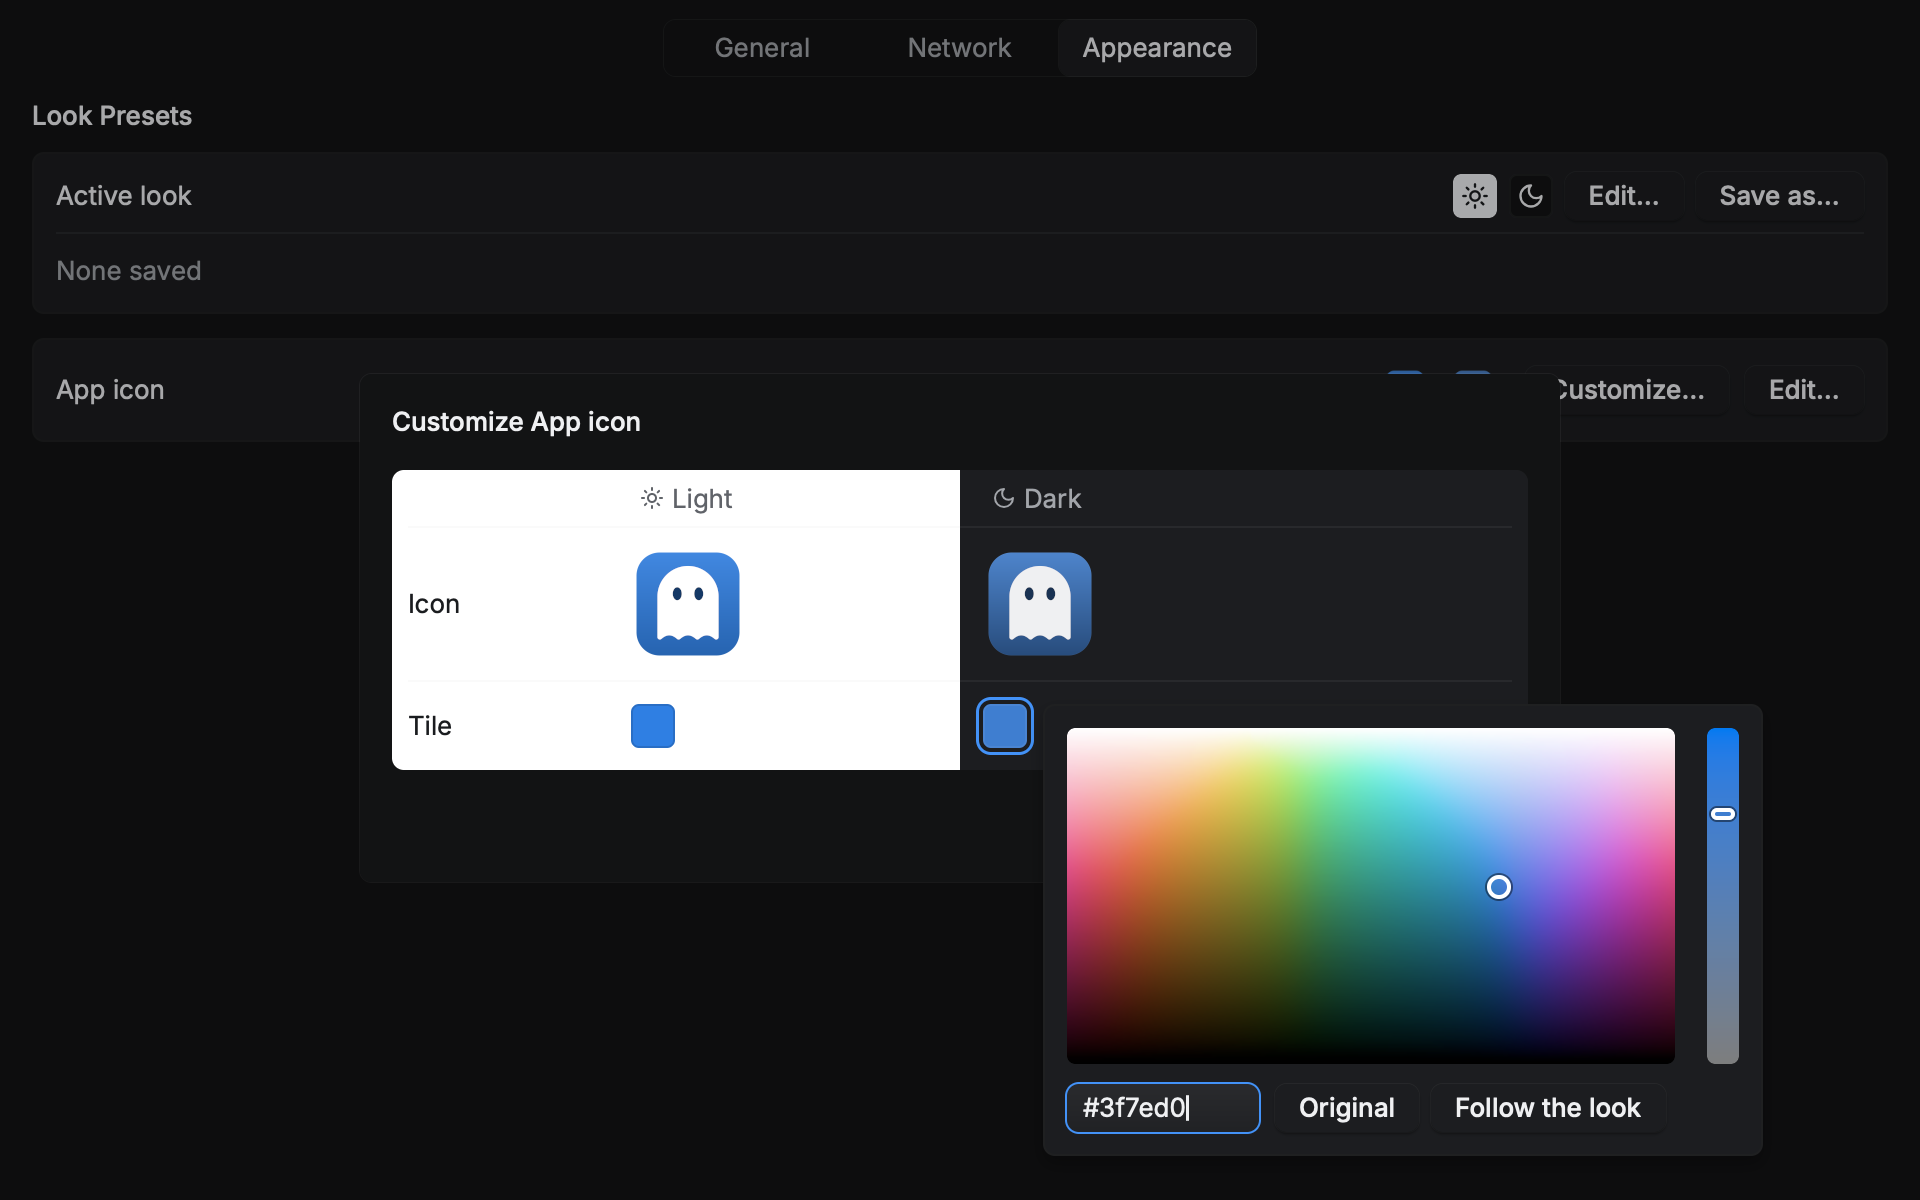 General Network Appearance
Look Presets
Active look Edit... Save as...
None saved
App icon Customize... Edit...
Customize App icon
Light Dark
Icon
Tile
#3f7ed0 Original Follow the look